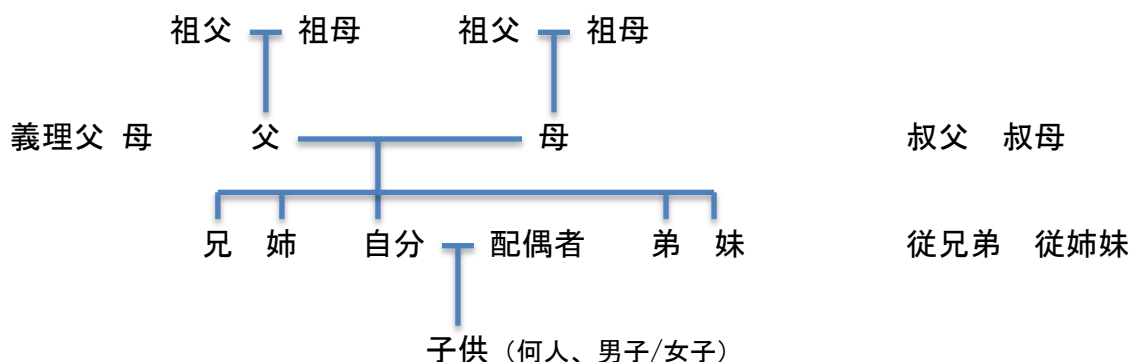 祖父 祖母 祖父 祖母
義理父 母 父 母 叔父 叔母
兄 姉 自分 配偶者 弟 妹 従兄弟 従姉妹
子供（何人、男子/女子）